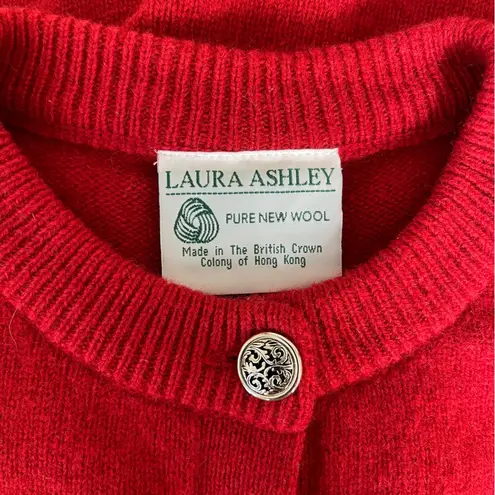 LAURA ASHLEY
PURE NEW WOOL
Made in The British Crown
Colony of Hong Kong